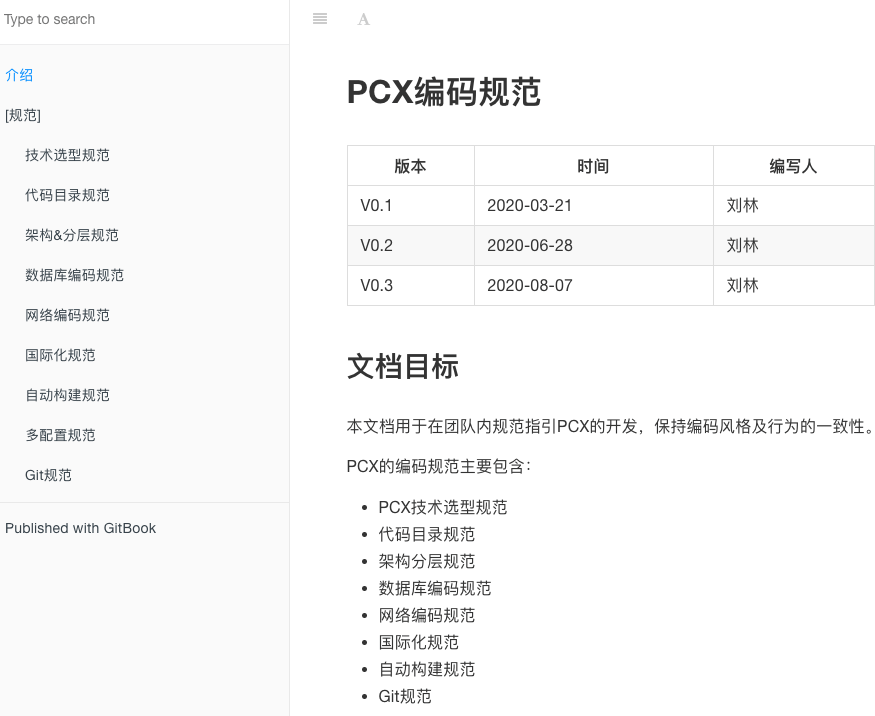 Type to search
介绍
[规范]
技术选型规范
代码目录规范
架构&分层规范
数据库编码规范
网络编码规范
国际化规范
自动构建规范
多配置规范
Git规范
Published with GitBook
A
PCX编码规范
版本 时间 编写人
V0.1 2020-03-21 刘林
V0.2 2020-06-28 刘林
V0.3 2020-08-07 刘林
文档目标
本文档用于在团队内规范指引PCX的开发，保持编码风格及行为的一致性。
PCX的编码规范主要包含：
• PCX技术选型规范
• 代码目录规范
• 架构分层规范
• 数据库编码规范
• 网络编码规范
• 国际化规范
• 自动构建规范
• Git规范